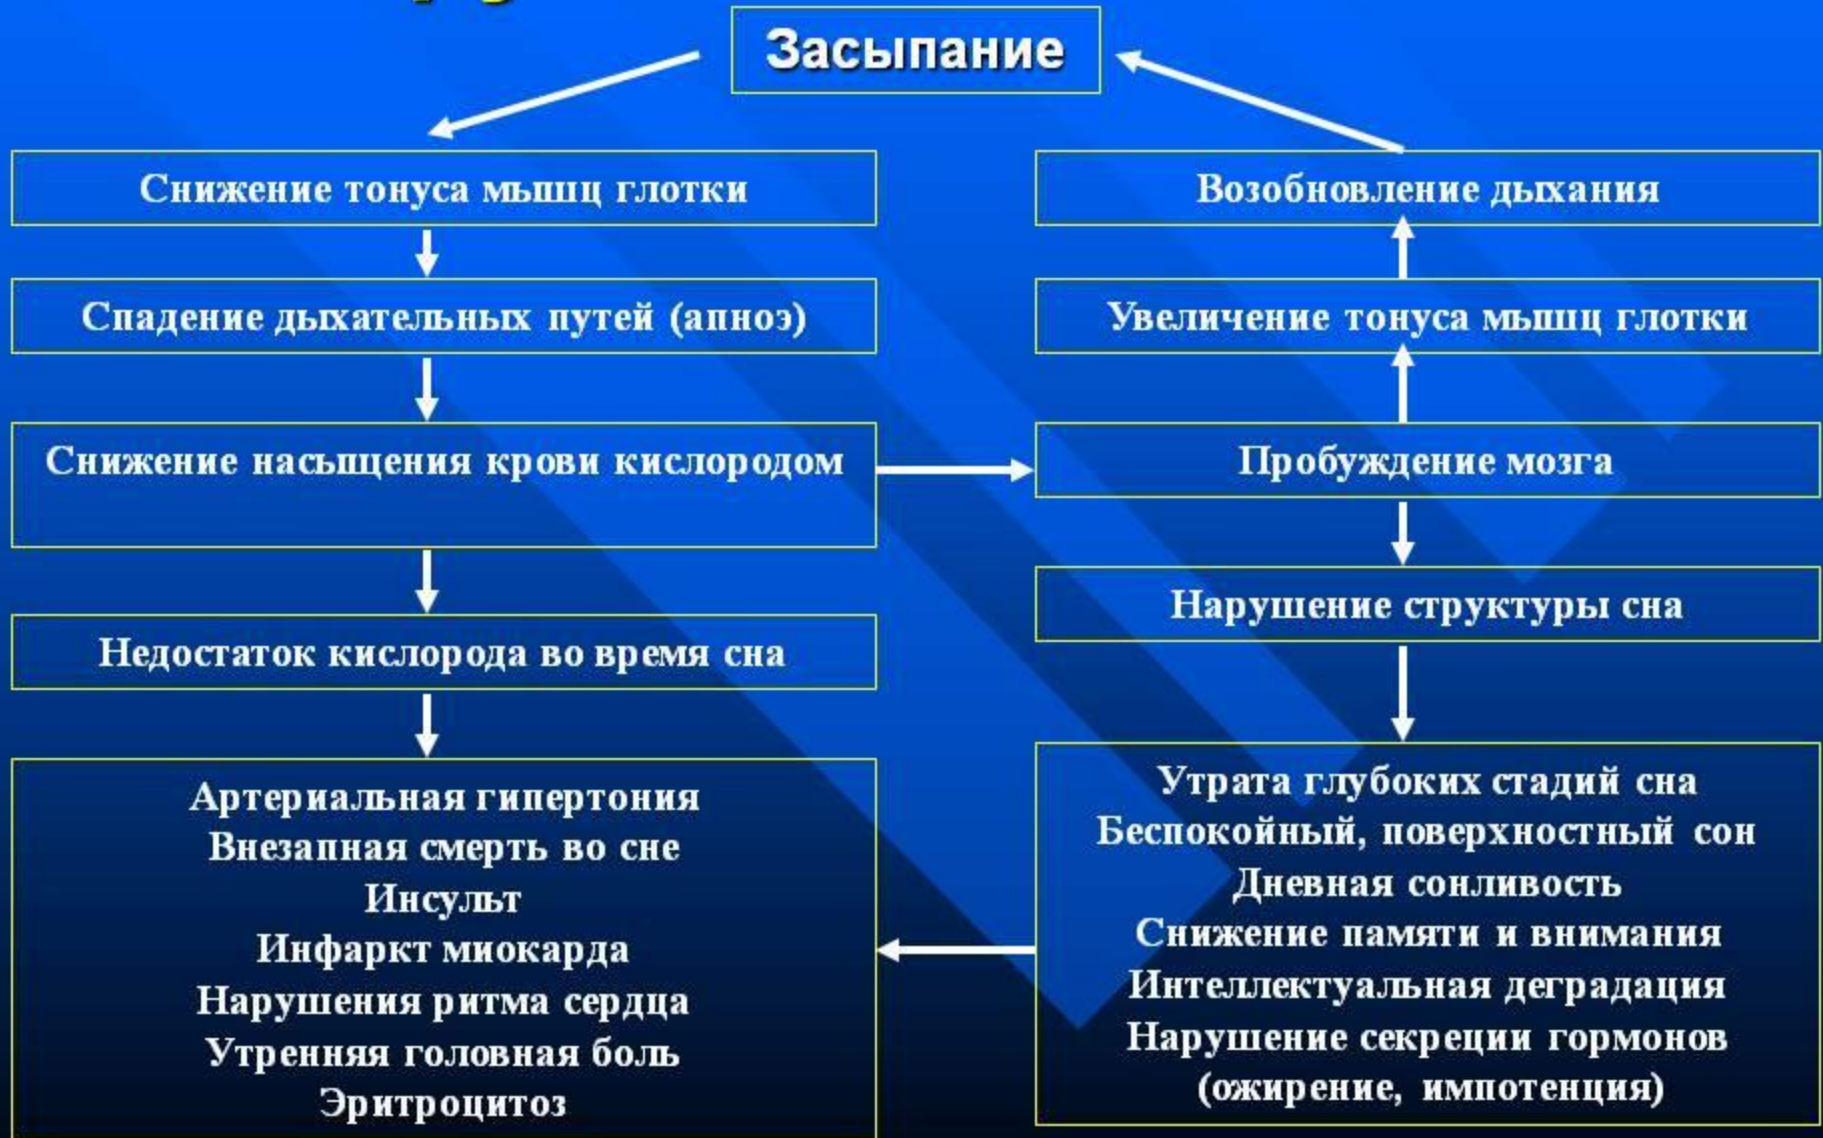 Засыпание
Снижение тонуса мышц глотки
Спадение дыхательных путей (апноэ)
Снижение насыщения крови кислородом
Недостаток кислорода во время сна
Артериальная гипертония
Внезапная смерть во сне
Инсульт
Инфаркт миокарда
Нарушения ритма сердца
Утренняя головная боль
Эритроцитоз
Возобновление дыхания
Увеличение тонуса мышц глотки
Пробуждение мозга
Нарушение структуры сна
Утрата глубоких стадий сна
Беспокойный, поверхностный сон
Дневная сонливость
Снижение памяти и внимания
Интеллектуальная деградация
Нарушение секреции гормонов
(ожирение, импотенция)